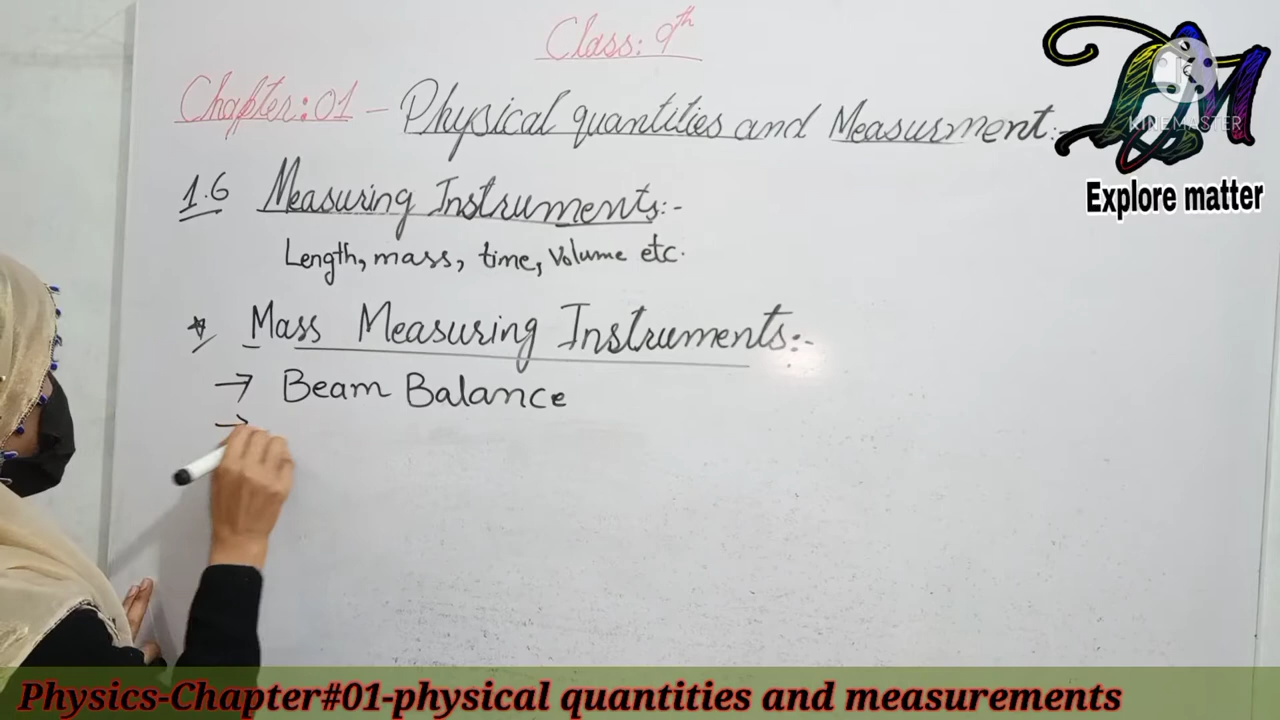 Class: 9th
Chapter: 01 - Physical quantities and Measurment:-
1.6 Measuring Instruments:-
Length, mass, time, Volume etc.
* Mass Measuring Instruments:-
→ Beam Balance
→
KINEMASTER
Explore matter
Physics-Chapter#01-physical quantities and measurements